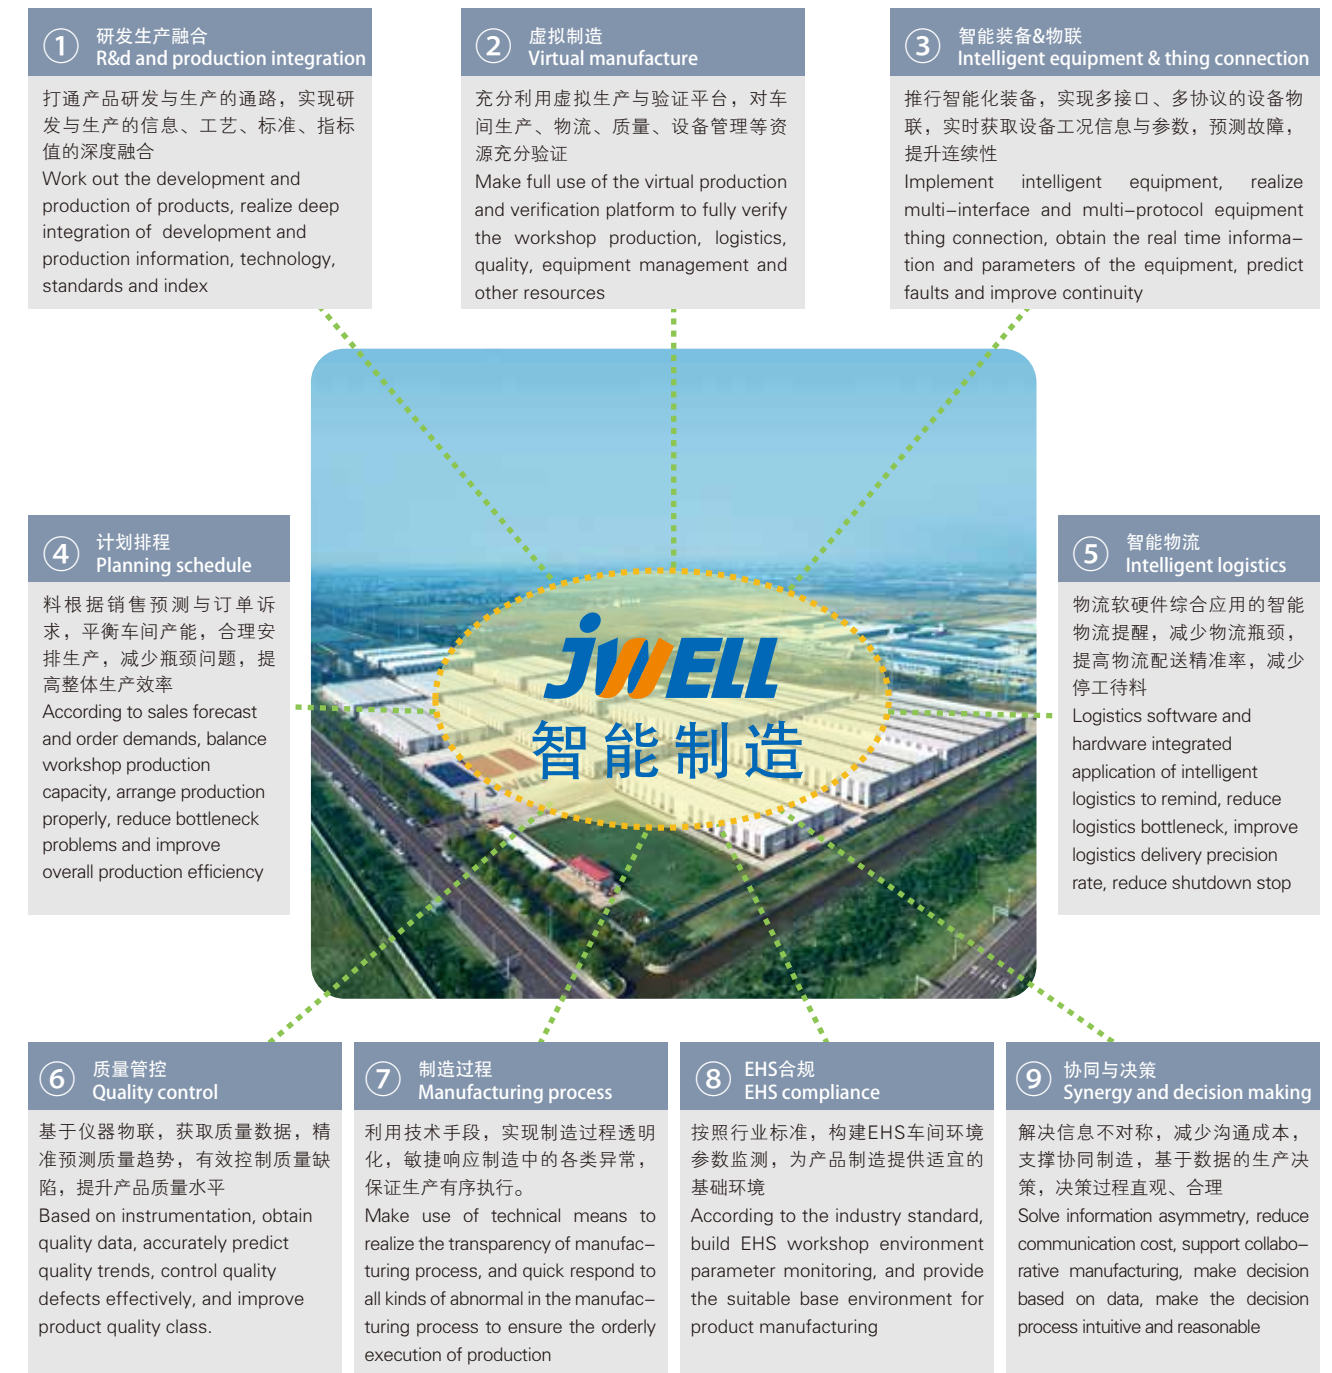 ① 研发生产融合
R&d and production integration
打通产品研发与生产的通路，实现研
发与生产的信息、工艺、标准、指标
值的深度融合
Work out the development and
production of products, realize deep
integration of development and
production information, technology,
standards and index
② 虚拟制造
Virtual manufacture
充分利用虚拟生产与验证平台，对车
间生产、物流、质量、设备管理等资
源充分验证
Make full use of the virtual production
and verification platform to fully verify
the workshop production, logistics,
quality, equipment management and
other resources
③ 智能装备&物联
Intelligent equipment & thing connection
推行智能化装备，实现多接口、多协议的设备物
联，实时获取设备工况信息与参数，预测故障，
提升连续性
Implement intelligent equipment, realize
multi-interface and multi-protocol equipment
thing connection, obtain the real time informa-
tion and parameters of the equipment, predict
faults and improve continuity
④ 计划排程
Planning schedule
料根据销售预测与订单诉
求，平衡车间产能，合理安
排生产，减少瓶颈问题，提
高整体生产效率
According to sales forecast
and order demands, balance
workshop production
capacity, arrange production
properly, reduce bottleneck
problems and improve
overall production efficiency
JWELL
智能制造
⑤ 智能物流
Intelligent logistics
物流软硬件综合应用的智能
物流提醒，减少物流瓶颈，
提高物流配送精准率，减少
停工待料
Logistics software and
hardware integrated
application of intelligent
logistics to remind, reduce
logistics bottleneck, improve
logistics delivery precision
rate, reduce shutdown stop
⑥ 质量管控
Quality control
基于仪器物联，获取质量数据，精
准预测质量趋势，有效控制质量缺
陷，提升产品质量水平
Based on instrumentation, obtain
quality data, accurately predict
quality trends, control quality
defects effectively, and improve
product quality class.
⑦ 制造过程
Manufacturing process
利用技术手段，实现制造过程透明
化，敏捷响应制造中的各类异常，
保证生产有序执行。
Make use of technical means to
realize the transparency of manufac-
turing process, and quick respond to
all kinds of abnormal in the manufac-
turing process to ensure the orderly
execution of production
⑧ EHS合规
EHS compliance
按照行业标准，构建EHS车间环境
参数监测，为产品制造提供适宜的
基础环境
According to the industry standard,
build EHS workshop environment
parameter monitoring, and provide
the suitable base environment for
product manufacturing
⑨ 协同与决策
Synergy and decision making
解决信息不对称，减少沟通成本，
支撑协同制造，基于数据的生产决
策，决策过程直观、合理
Solve information asymmetry, reduce
communication cost, support collabo-
rative manufacturing, make decision
based on data, make the decision
process intuitive and reasonable